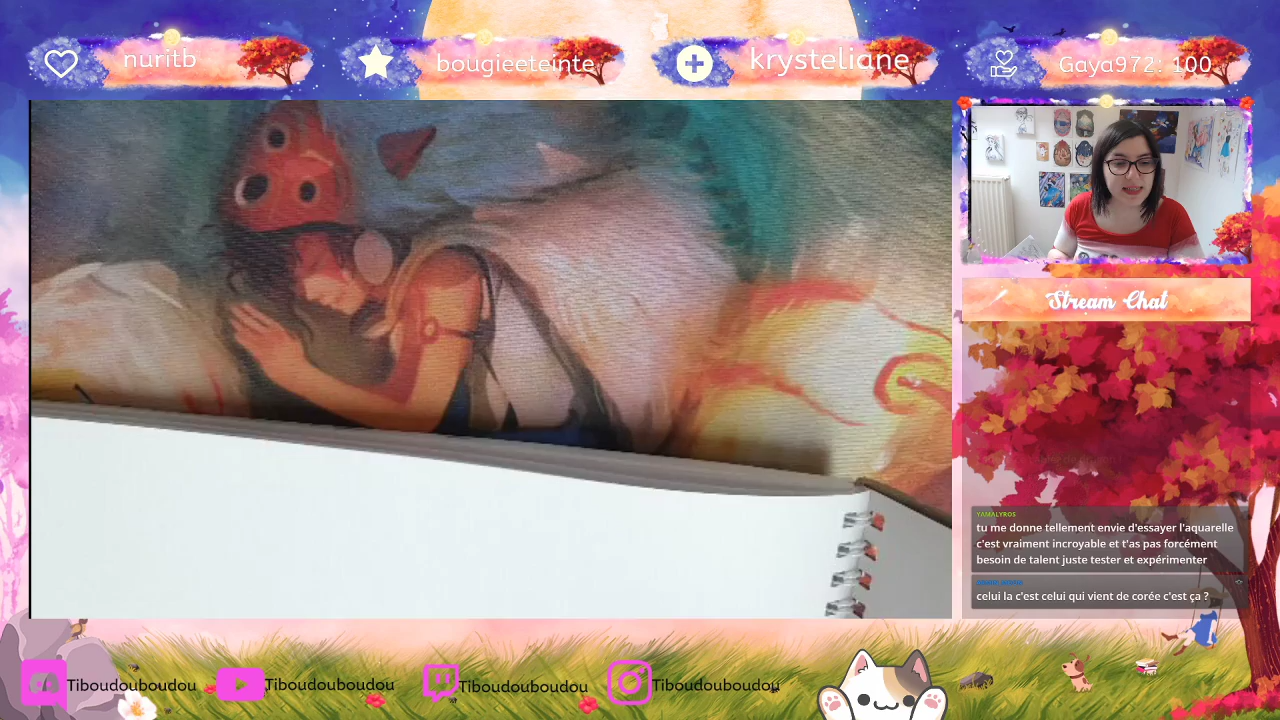 nuritb
bougieeteinte
krysteliane
Gaya972: 100
Stream Chat
YAMALYROS
tu me donne tellement envie d'essayer l'aquarelle
c'est vraiment incroyable et t'as pas forcément
besoin de talent juste tester et expérimenter
celui la c'est celui qui vient de corée c'est ça ?
Tiboudouboudou
Tiboudouboudou
Tiboudouboudou
Tiboudouboudou